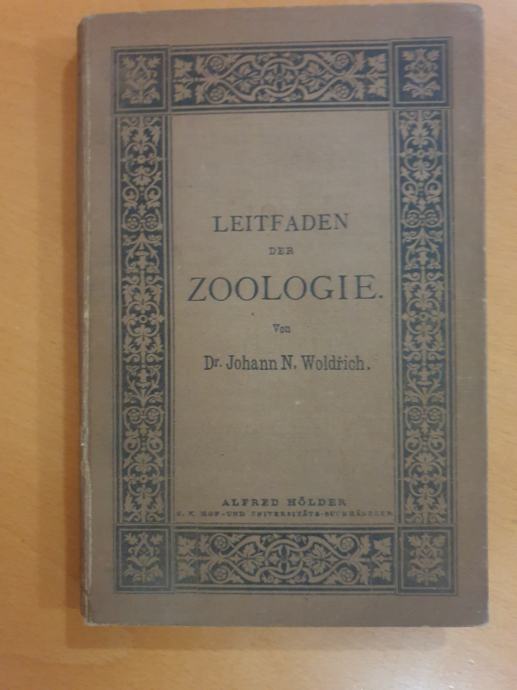 LEITFADEN
DER
ZOOLOGIE.
Von
Dr. Johann N. Woldřich.
ALFRED HÖLDER
K. K. HOF- UND UNIVERSITÄTS-BUCHHÄNDLER